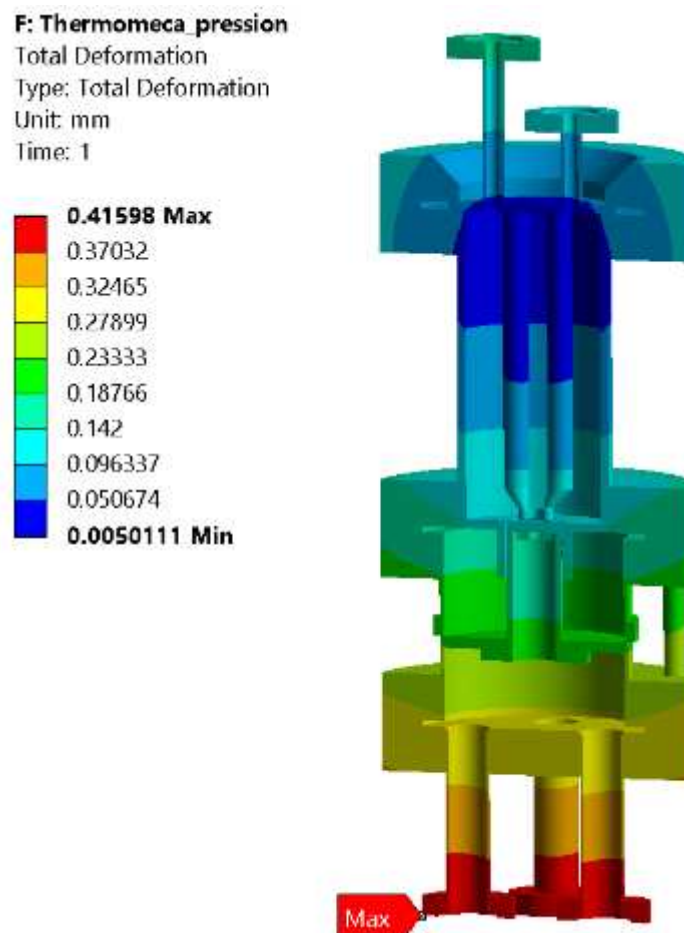 F: Thermomeca_pression
Total Deformation
Type: Total Deformation
Unit: mm
Time: 1
0.41598 Max
0.37032
0.32465
0.27899
0.23333
0.18766
0.142
0.096337
0.050674
0.0050111 Min
Max